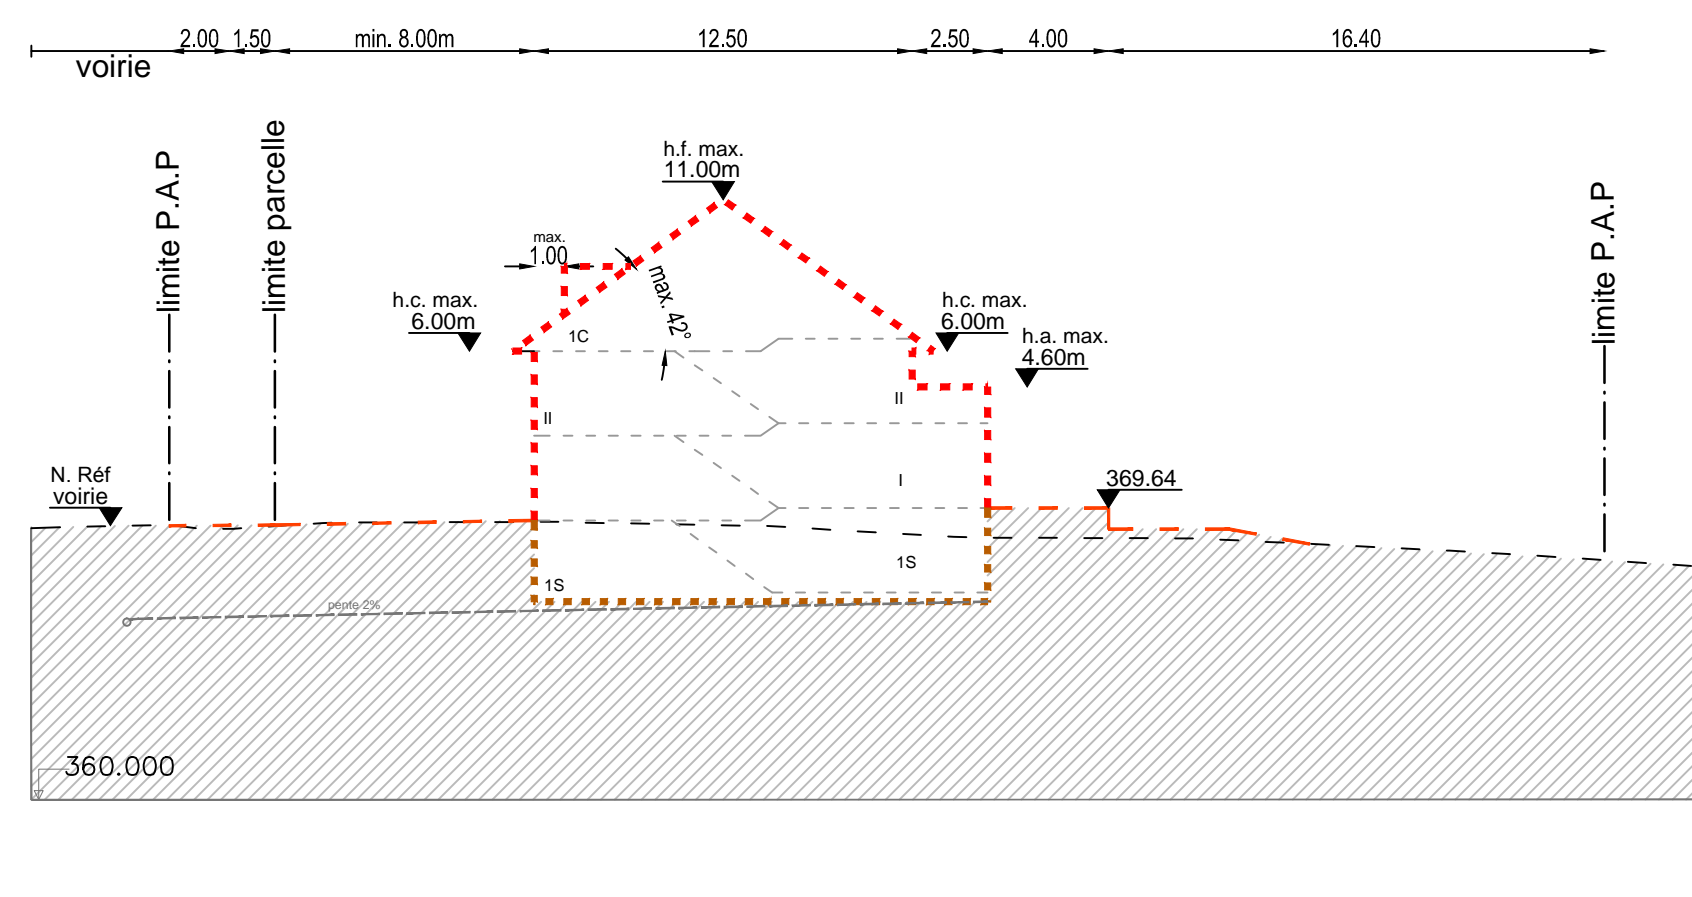 2.00 1.50 min. 8.00m 12.50 2.50 4.00 16.40
voirie
limite P.A.P
limite parcelle
limite P.A.P
h.f. max.
11.00m
max.
1.00
max. 42°
h.c. max.
6.00m
h.c. max.
6.00m
h.a. max.
4.60m
1C
II
II
I
N. Réf
voirie
369.64
1S
1S
pente 2%
360.000